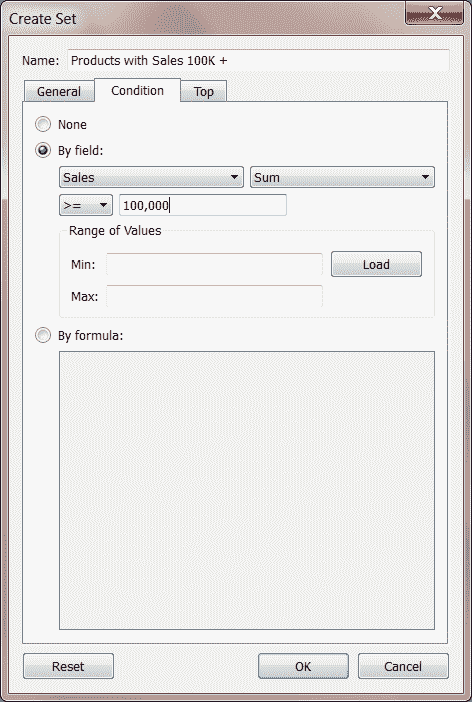 Create Set
Name: Products with Sales 100K +
General Condition Top
None
By field:
Sales Sum
>= 100,000
Range of Values
Min: Load
Max:
By formula:
Reset OK Cancel